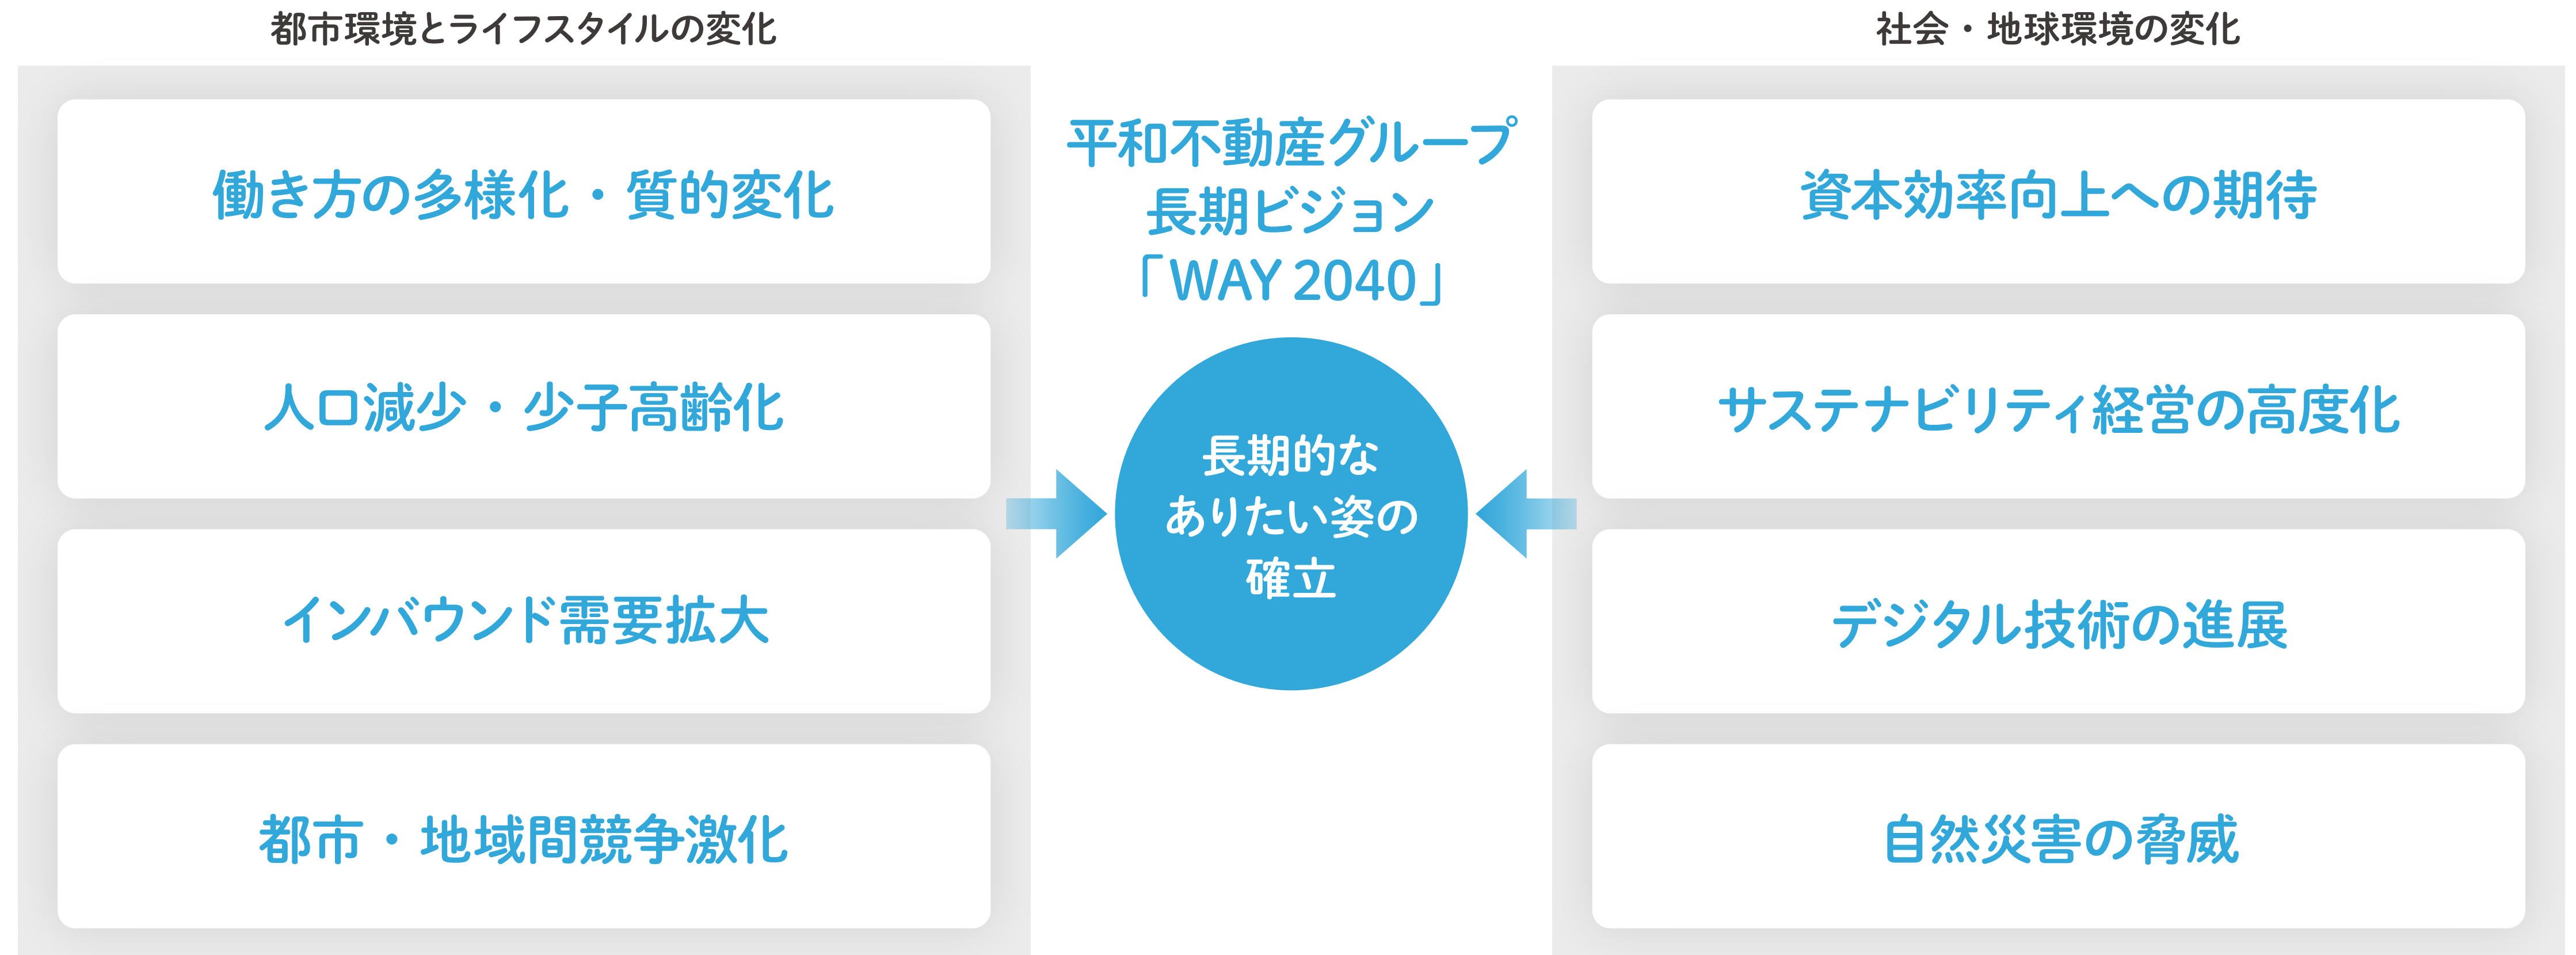 都市環境とライフスタイルの変化
働き方の多様化・質的変化
人口減少・少子高齢化
インバウンド需要拡大
都市・地域間競争激化
平和不動産グループ
長期ビジョン
「WAY 2040」
長期的な
ありたい姿の
確立
社会・地球環境の変化
資本効率向上への期待
サステナビリティ経営の高度化
デジタル技術の進展
自然災害の脅威